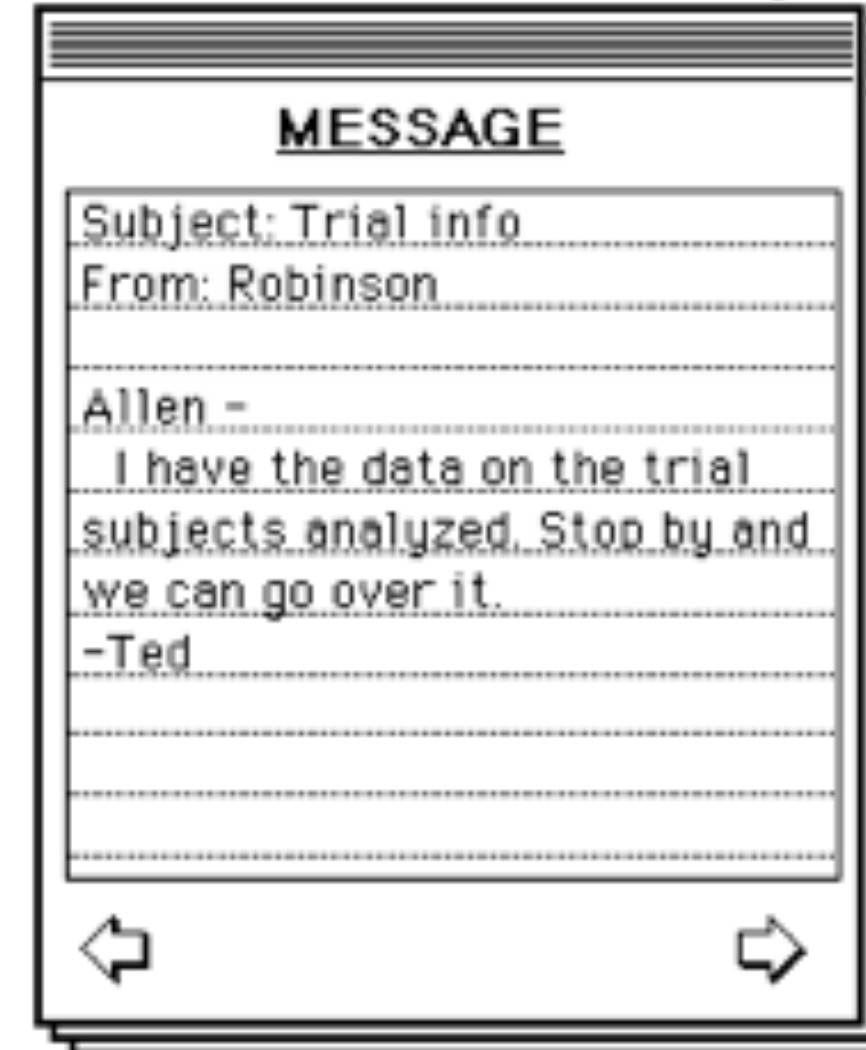 MESSAGE
Subject: Trial info
From: Robinson
Allen -
I have the data on the trial
subjects analyzed. Stop by and
we can go over it.
-Ted